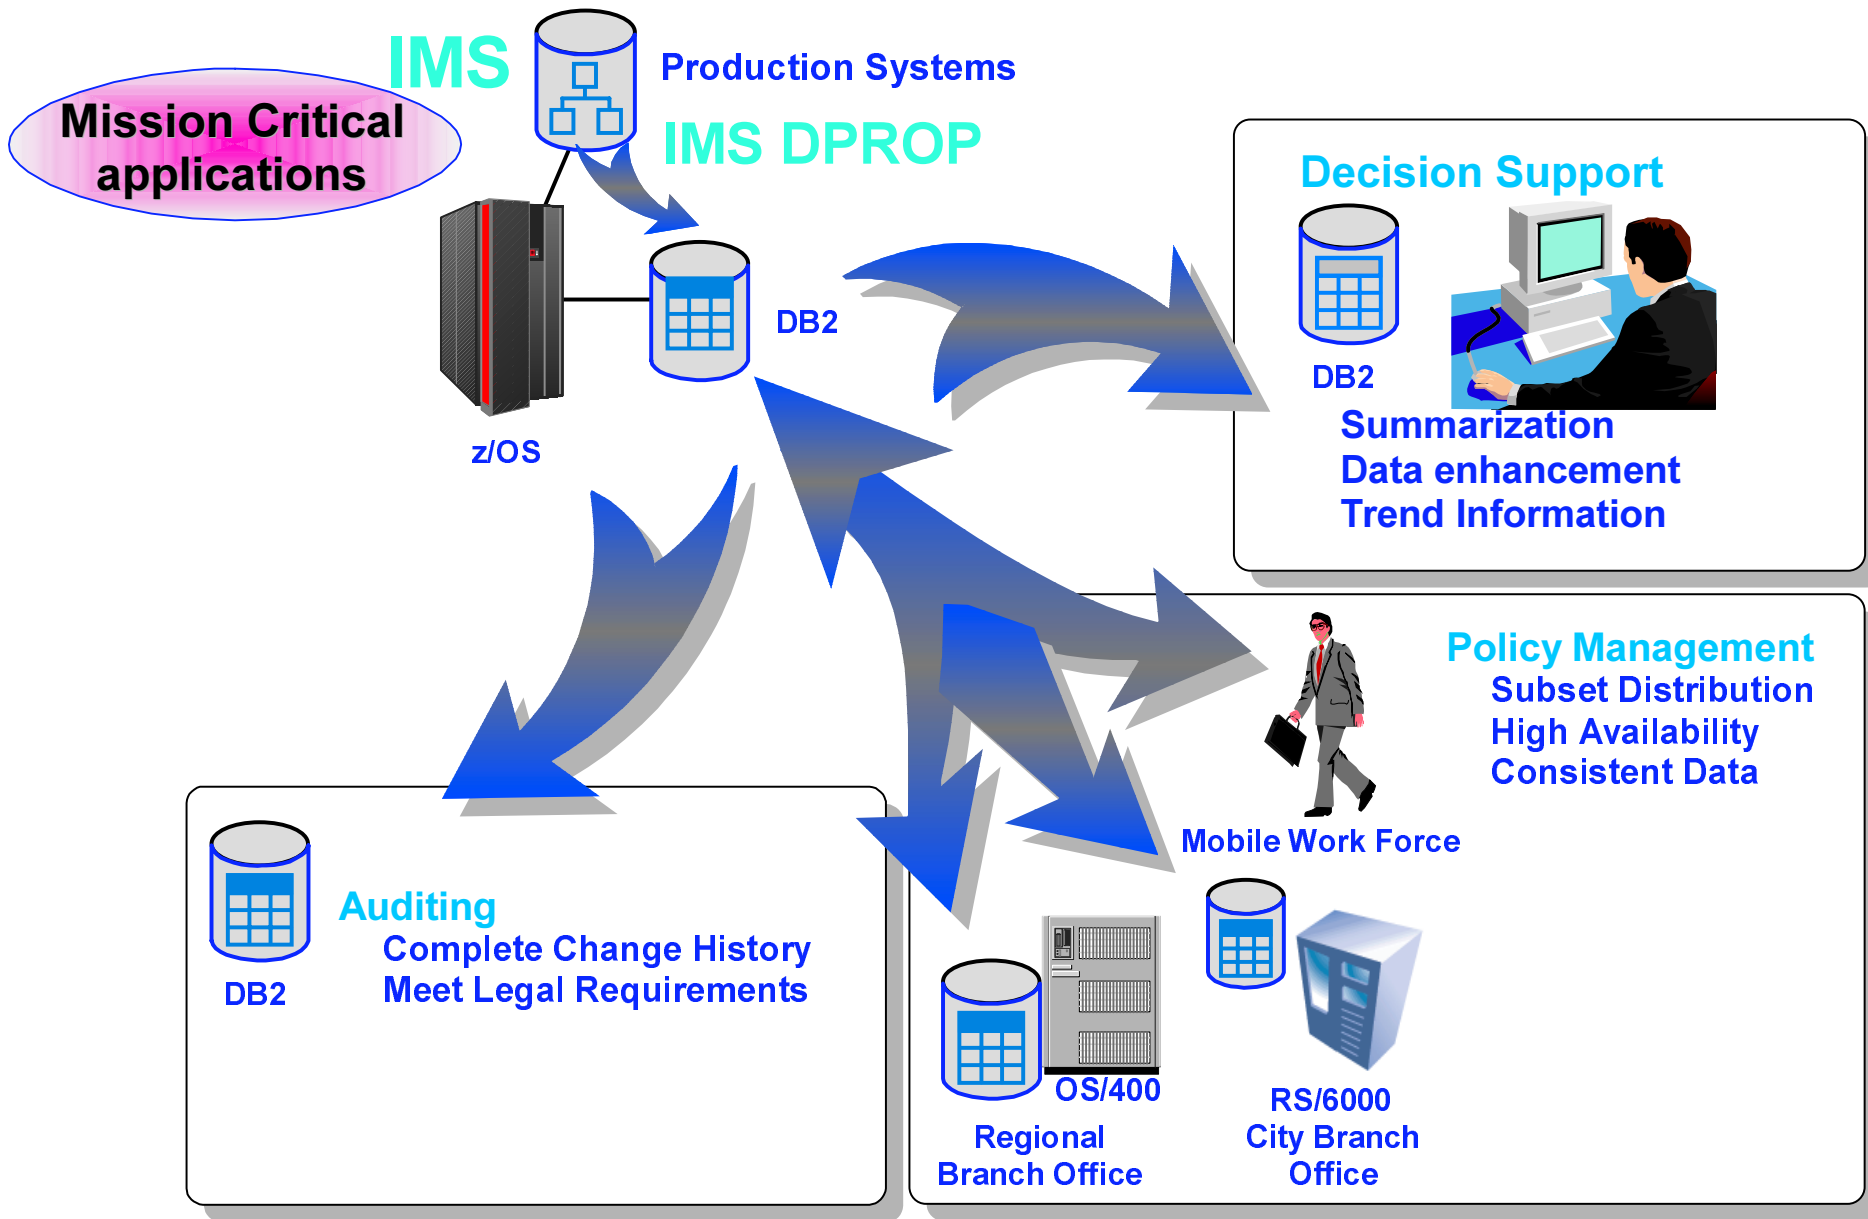 IMS
Production Systems
Mission Critical
applications
IMS DPROP
DB2
z/OS
Decision Support
DB2
Summarization
Data enhancement
Trend Information
Policy Management
Subset Distribution
High Availability
Consistent Data
Mobile Work Force
Auditing
Complete Change History
Meet Legal Requirements
DB2
OS/400
Regional
Branch Office
RS/6000
City Branch
Office